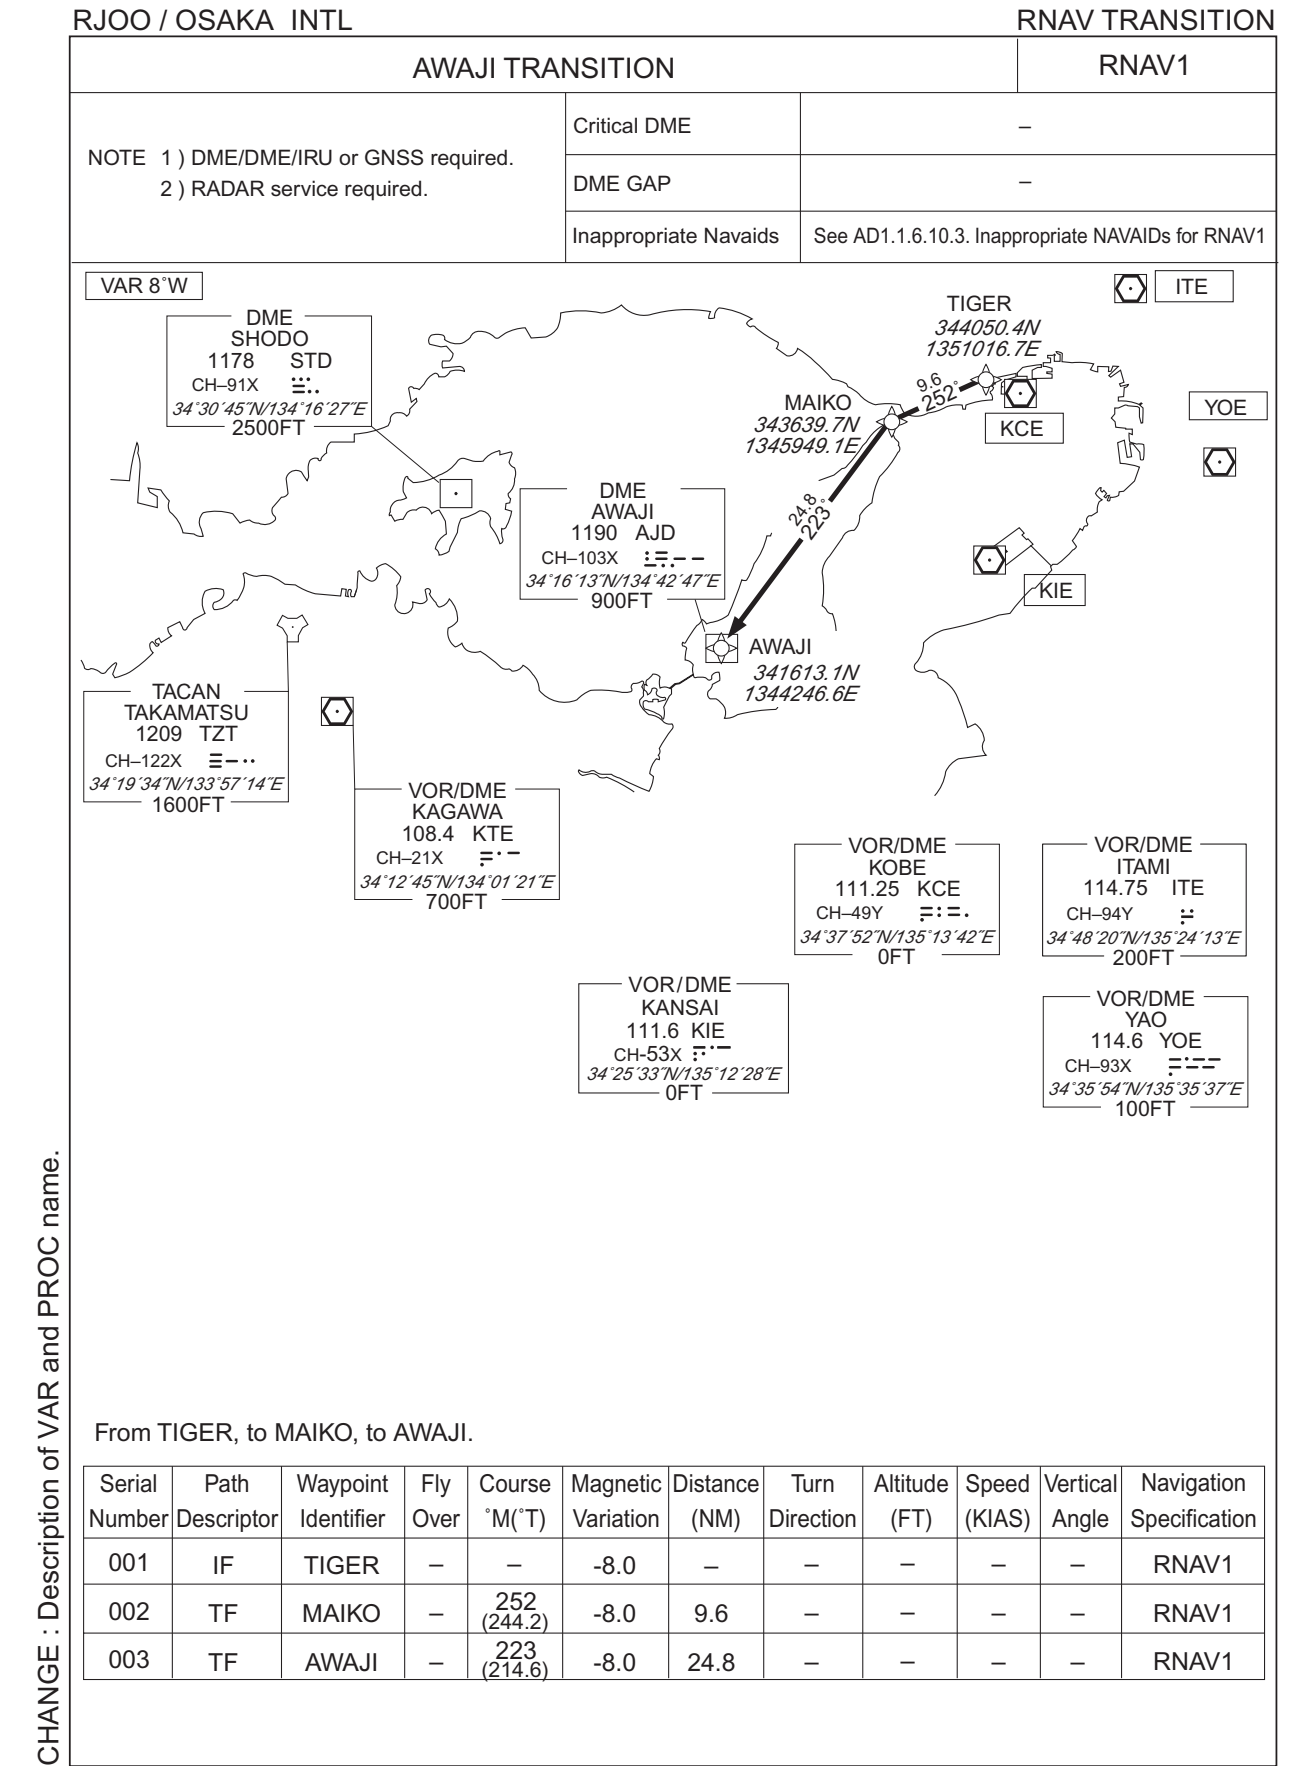 RJOO / OSAKA INTL
RNAV TRANSITION
AWAJI TRANSITION
RNAV1
NOTE 1 ) DME/DME/IRU or GNSS required.
2 ) RADAR service required.
Critical DME
–
DME GAP
–
Inappropriate Navaids
See AD1.1.6.10.3. Inappropriate NAVAIDs for RNAV1
VAR 8˚W
DME
SHODO
1178 STD
CH–91X
34˚30´45˝N/134˚16´27˝E
2500FT
ITE
TIGER
344050.4N
1351016.7E
9.6
252˚
MAIKO
343639.7N
1345949.1E
KCE
YOE
DME
AWAJI
1190 AJD
CH–103X
34˚16´13˝N/134˚42´47˝E
900FT
24.8
223˚
KIE
AWAJI
341613.1N
1344246.6E
TACAN
TAKAMATSU
1209 TZT
CH–122X
34˚19´34˝N/133˚57´14˝E
1600FT
VOR/DME
KAGAWA
108.4 KTE
CH–21X
34˚12´45˝N/134˚01´21˝E
700FT
VOR/DME
KOBE
111.25 KCE
CH–49Y
34˚37´52˝N/135˚13´42˝E
0FT
VOR/DME
ITAMI
114.75 ITE
CH–94Y
34˚48´20˝N/135˚24´13˝E
200FT
VOR/DME
KANSAI
111.6 KIE
CH-53X
34˚25´33˝N/135˚12´28˝E
0FT
VOR/DME
YAO
114.6 YOE
CH–93X
34˚35´54˝N/135˚35´37˝E
100FT
CHANGE : Description of VAR and PROC name.
From TIGER, to MAIKO, to AWAJI.
Serial Path Waypoint Fly Course Magnetic Distance Turn Altitude Speed Vertical Navigation
Number Descriptor Identifier Over ˚M(˚T) Variation (NM) Direction (FT) (KIAS) Angle Specification
001 IF TIGER – – -8.0 – – – – – RNAV1
002 TF MAIKO – 252 (244.2) -8.0 9.6 – – – – RNAV1
003 TF AWAJI – 223 (214.6) -8.0 24.8 – – – – RNAV1